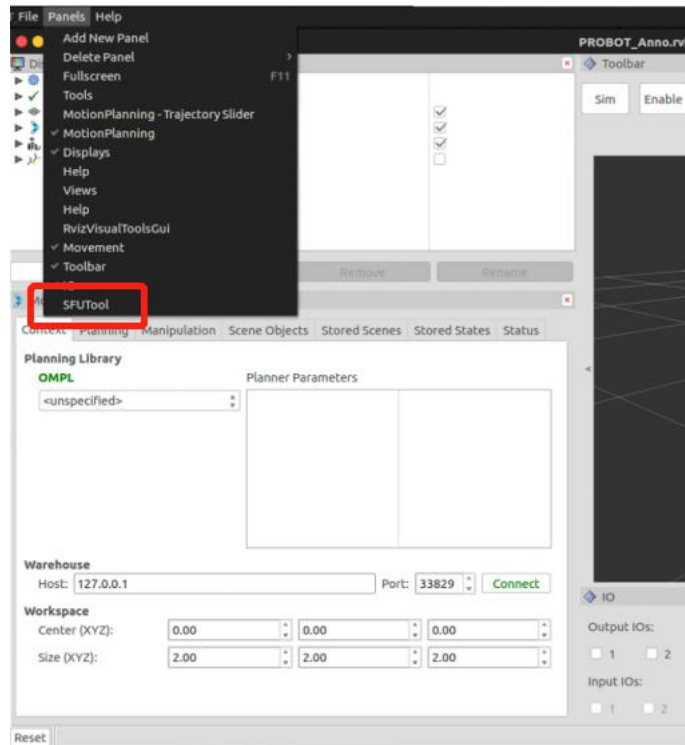 File Panels Help
PROBOT_Anno.rv
Add New Panel
Delete Panel
Fullscreen F11
Tools
MotionPlanning - Trajectory Slider
MotionPlanning
Displays
Help
Views
Help
RvizVisualToolsGui
Movement
Toolbar
SFUTool
Remove Rename
Toolbar
Sim Enable
Context Planning Manipulation Scene Objects Stored Scenes Stored States Status
Planning Library
OMPL Planner Parameters
<unspecified>
Warehouse
Host: 127.0.0.1 Port: 33829 Connect
Workspace
Center (XYZ): 0.00 0.00 0.00
Size (XYZ): 2.00 2.00 2.00
IO
Output IOs:
1 2
Input IOs:
1 2
Reset